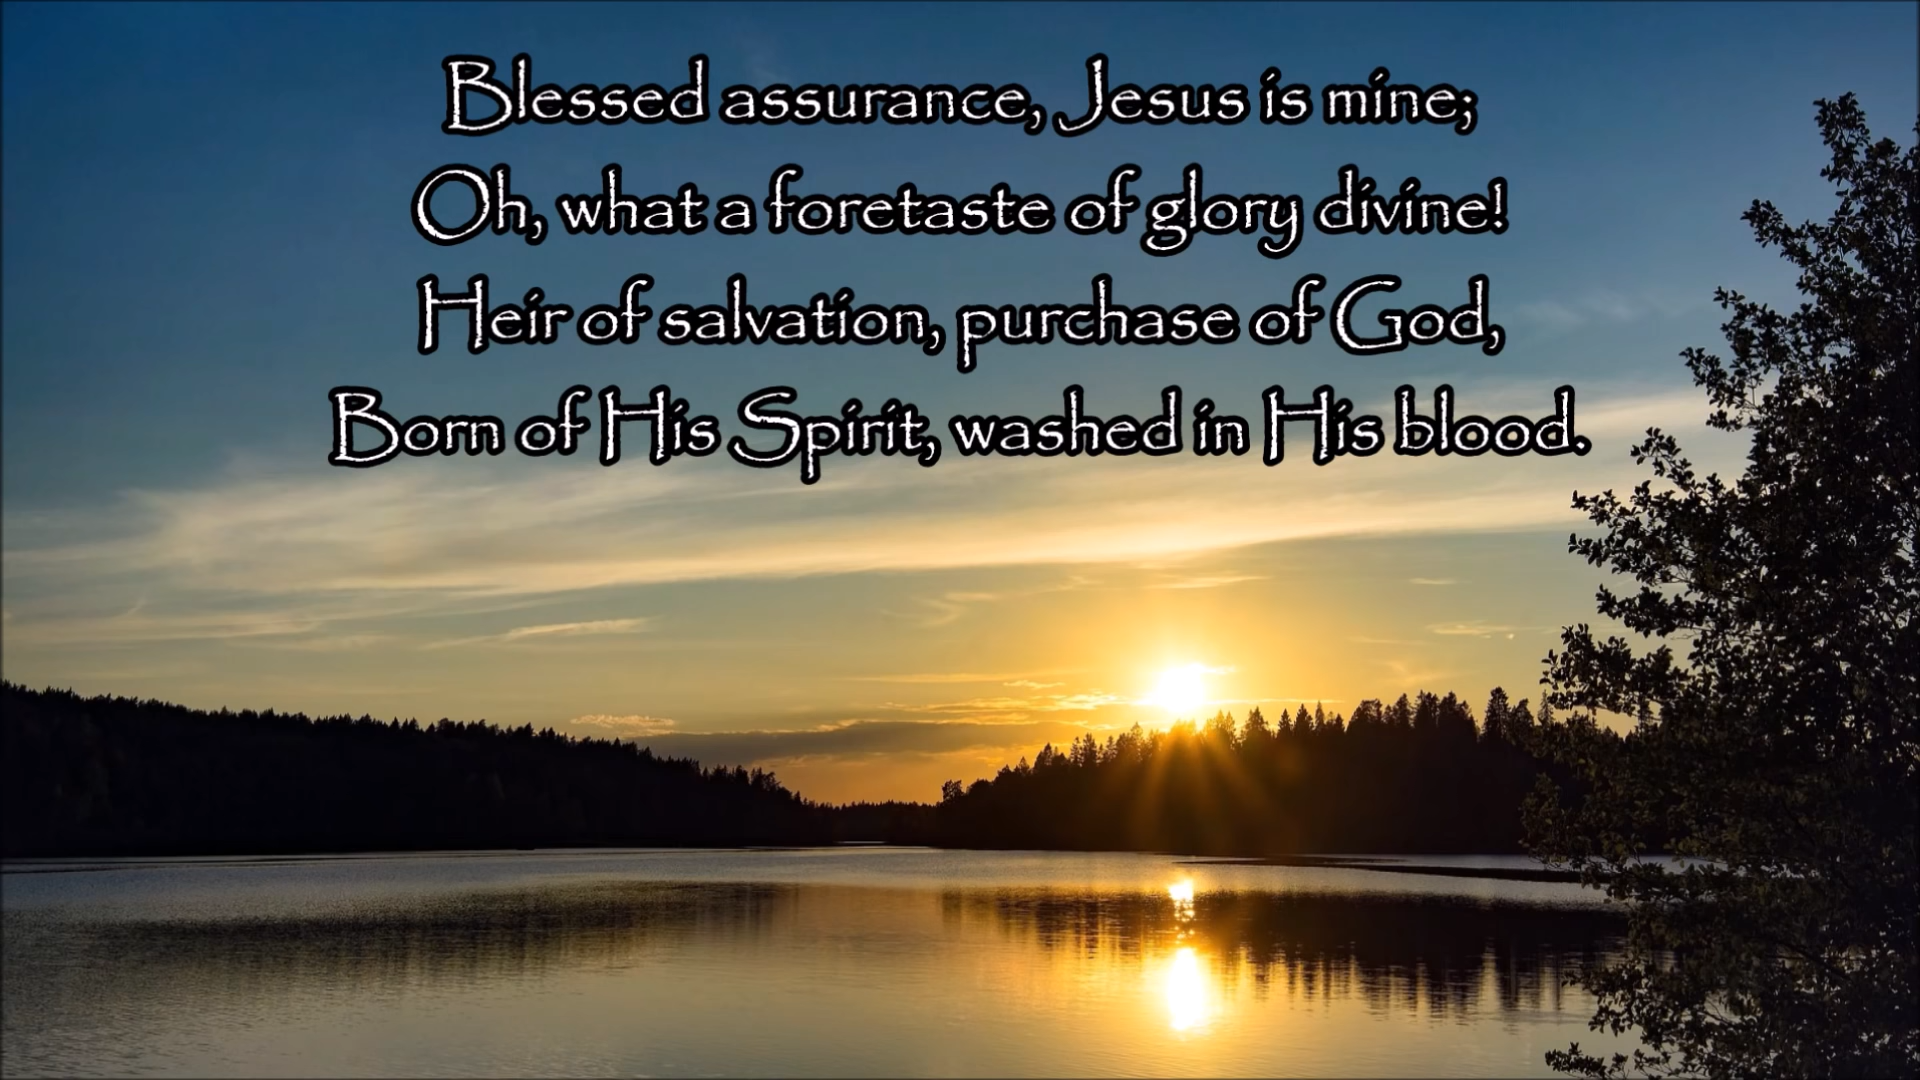 Blessed assurance, Jesus is mine;
Oh, what a foretaste of glory divine!
Heir of salvation, purchase of God,
Born of His Spirit, washed in His blood.